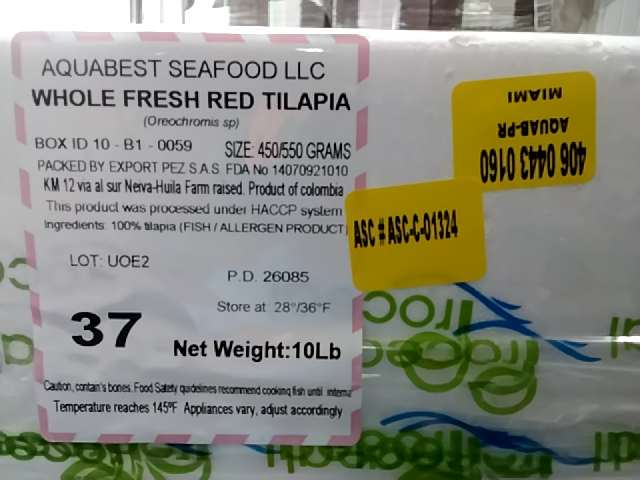 AQUABEST SEAFOOD LLC
WHOLE FRESH RED TILAPIA
(Oreochromis sp)
BOX ID 10 - B1 - 0059 SIZE: 450/550 GRAMS
PACKED BY EXPORT PEZ S.A.S. FDA No 14070921010
KM 12 via al sur Neiva-Huila Farm raised. Product of colombia
This product was processed under HACCP system
Ingredients: 100% tilapia (FISH / ALLERGEN PRODUCT)
LOT: UOE2
P.D. 26085
Store at: 28°/36°F
37
Net Weight:10Lb
Caution, contain's bones. Food Safety guidelines recommend cooking fish until interna
Temperature reaches 145ºF Appliances vary, adjust accordingly
406 0443 0160
AQUAB-PR
MIAMI
ASC # ASC-C-01324